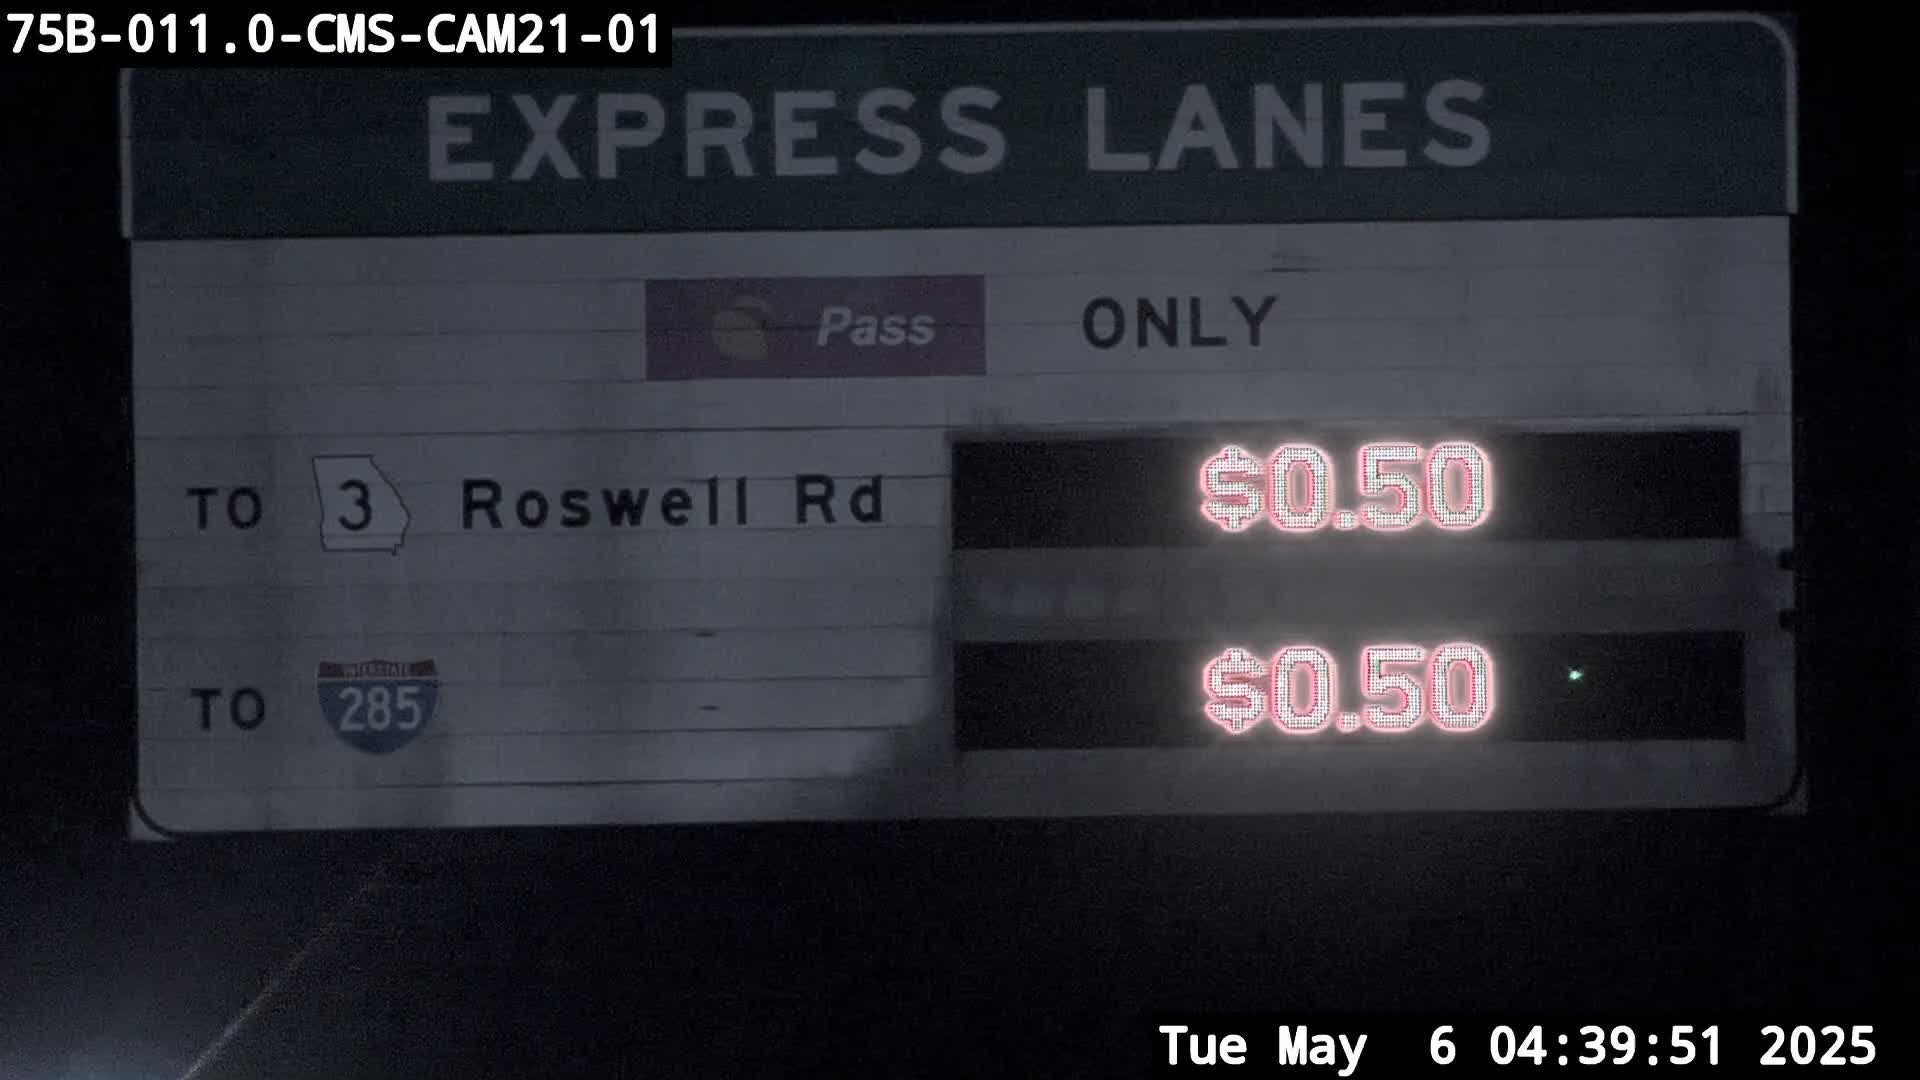 75B-011.0-CMS-CAM21-01
EXPRESS LANES
Pass ONLY
TO 3 Roswell Rd $0.50
INTERSTATE
TO 285 $0.50
Tue May 6 04:39:51 2025